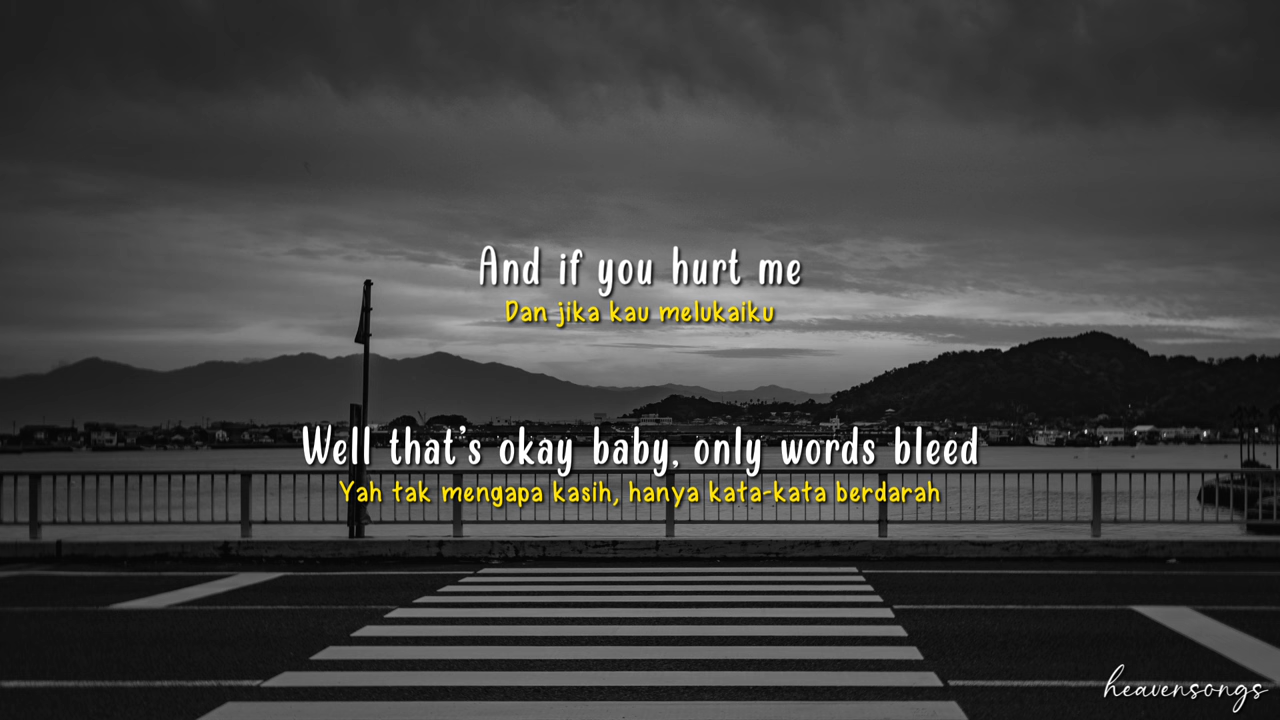 And if you hurt me
Dan jika kau melukaiku
Well that's okay baby, only words bleed
Yah tak mengapa kasih, hanya kata-kata berdarah
heavensongs